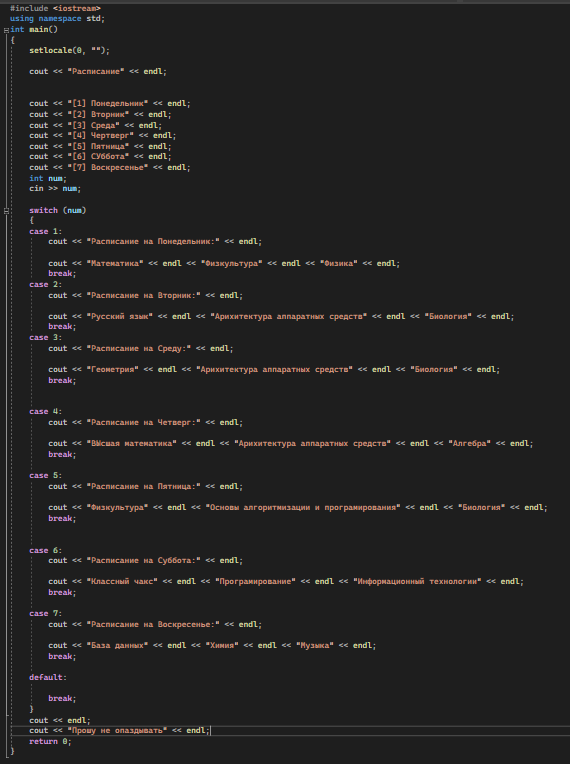 #include <iostream>
using namespace std;
int main()
{
setlocale(0, "");
cout << "Расписание" << endl;
cout << "[1] Понедельник" << endl;
cout << "[2] Вторник" << endl;
cout << "[3] Среда" << endl;
cout << "[4] Чертверг" << endl;
cout << "[5] Пятница" << endl;
cout << "[6] СУббота" << endl;
cout << "[7] Воскресенье" << endl;
int num;
cin >> num;
switch (num)
{
case 1:
cout << "Расписание на Понедельник:" << endl;
cout << "Математика" << endl << "Физкультура" << endl << "Физика" << endl;
break;
case 2:
cout << "Расписание на Вторник:" << endl;
cout << "Русский язык" << endl << "Арихитектура аппаратных средств" << endl << "Биология" << endl;
break;
case 3:
cout << "Расписание на Среду:" << endl;
cout << "Геометрия" << endl << "Арихитектура аппаратных средств" << endl << "Биология" << endl;
break;
case 4:
cout << "Расписание на Четверг:" << endl;
cout << "ВЫсшая математика" << endl << "Арихитектура аппаратных средств" << endl << "Алгебра" << endl;
break;
case 5:
cout << "Расписание на Пятница:" << endl;
cout << "Физкультура" << endl << "Основы алгоритмизации и програмирования" << endl << "Биология" << endl;
break;
case 6:
cout << "Расписание на Суббота:" << endl;
cout << "Классный чакс" << endl << "Програмирование" << endl << "Информационный технологии" << endl;
break;
case 7:
cout << "Расписание на Воскресенье:" << endl;
cout << "База данных" << endl << "Химия" << endl << "Музыка" << endl;
break;
default:
break;
}
cout << endl;
cout << "Прошу не опаздывать" << endl;
return 0;
}